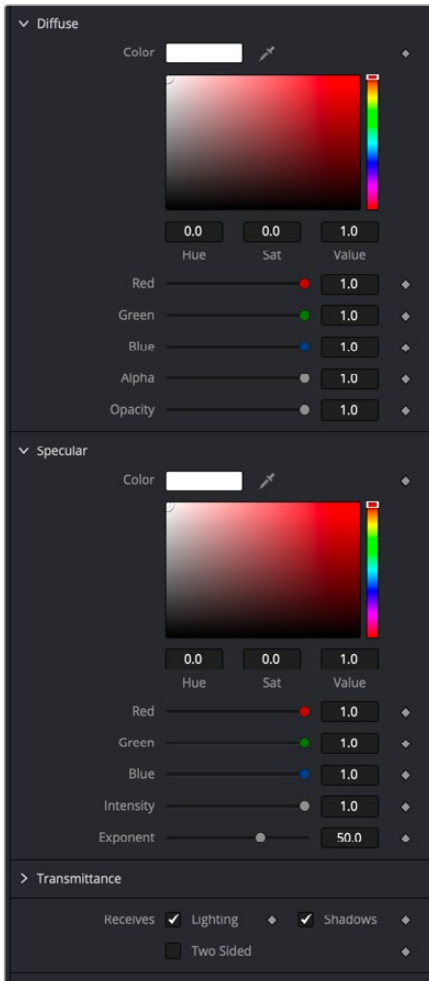 Diffuse
Color
0.0 0.0 1.0
Hue Sat Value
Red 1.0
Green 1.0
Blue 1.0
Alpha 1.0
Opacity 1.0
Specular
Color
0.0 0.0 1.0
Hue Sat Value
Red 1.0
Green 1.0
Blue 1.0
Intensity 1.0
Exponent 50.0
Transmittance
Receives Lighting Shadows
Two Sided